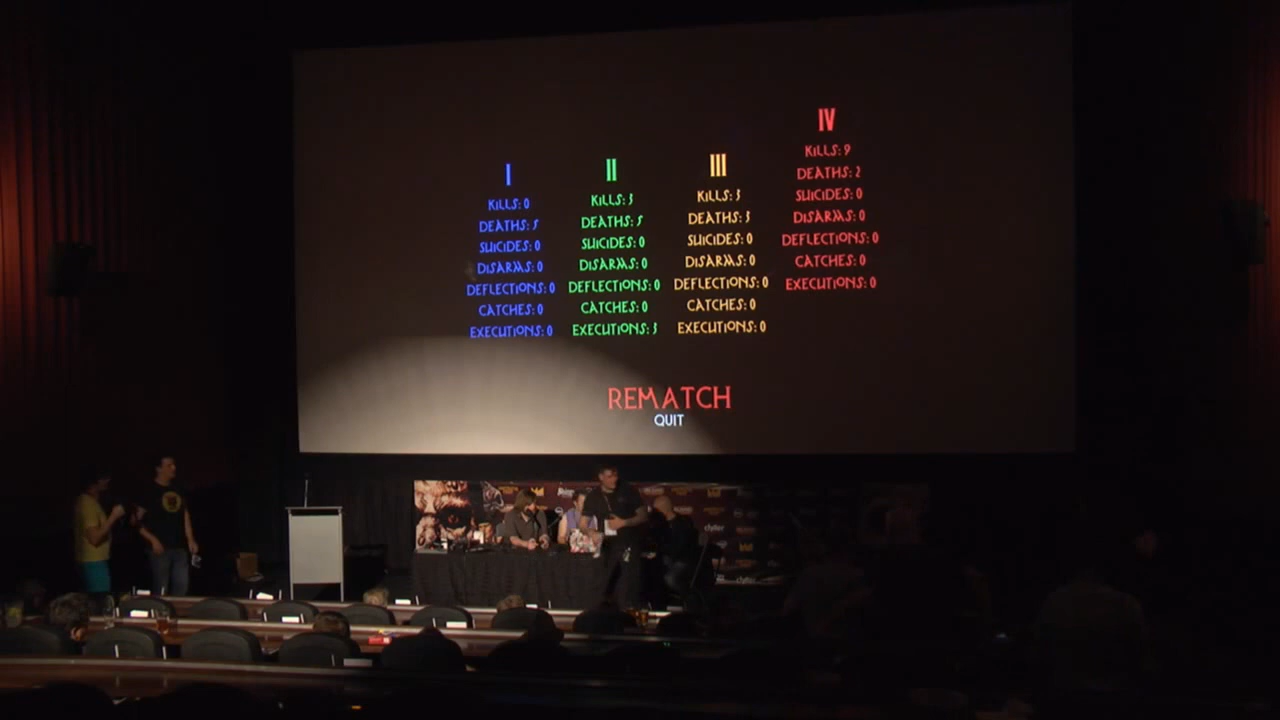 I
KILLS: 0
DEATHS: 5
SUICIDES: 0
DISARMS: 0
DEFLECTIONS: 0
CATCHES: 0
EXECUTIONS: 0
II
KILLS: 3
DEATHS: 5
SUICIDES: 0
DISARMS: 0
DEFLECTIONS: 0
CATCHES: 0
EXECUTIONS: 3
III
KILLS: 3
DEATHS: 3
SUICIDES: 0
DISARMS: 0
DEFLECTIONS: 0
CATCHES: 0
EXECUTIONS: 0
IV
KILLS: 9
DEATHS: 2
SUICIDES: 0
DISARMS: 0
DEFLECTIONS: 0
CATCHES: 0
EXECUTIONS: 0
REMATCH
QUIT